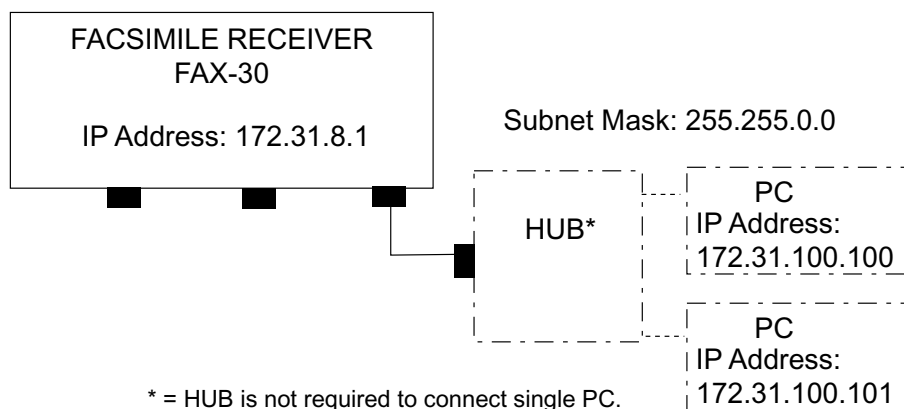 FACSIMILE RECEIVER
FAX-30
IP Address: 172.31.8.1
Subnet Mask: 255.255.0.0
HUB*
PC
IP Address:
172.31.100.100
PC
IP Address:
172.31.100.101
* = HUB is not required to connect single PC.